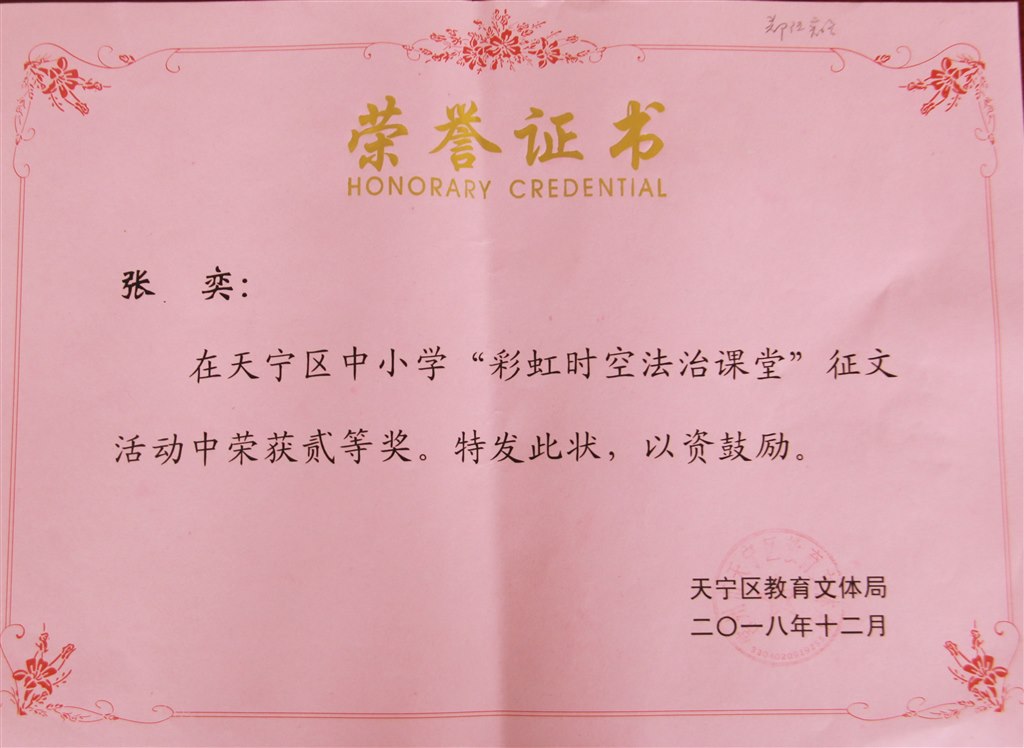 荣誉证书
HONORARY CREDENTIAL
张 奕：
在天宁区中小学“彩虹时空法治课堂”征文
活动中荣获贰等奖。特发此状，以资鼓励。
天宁区教育文体局
二〇一八年十二月